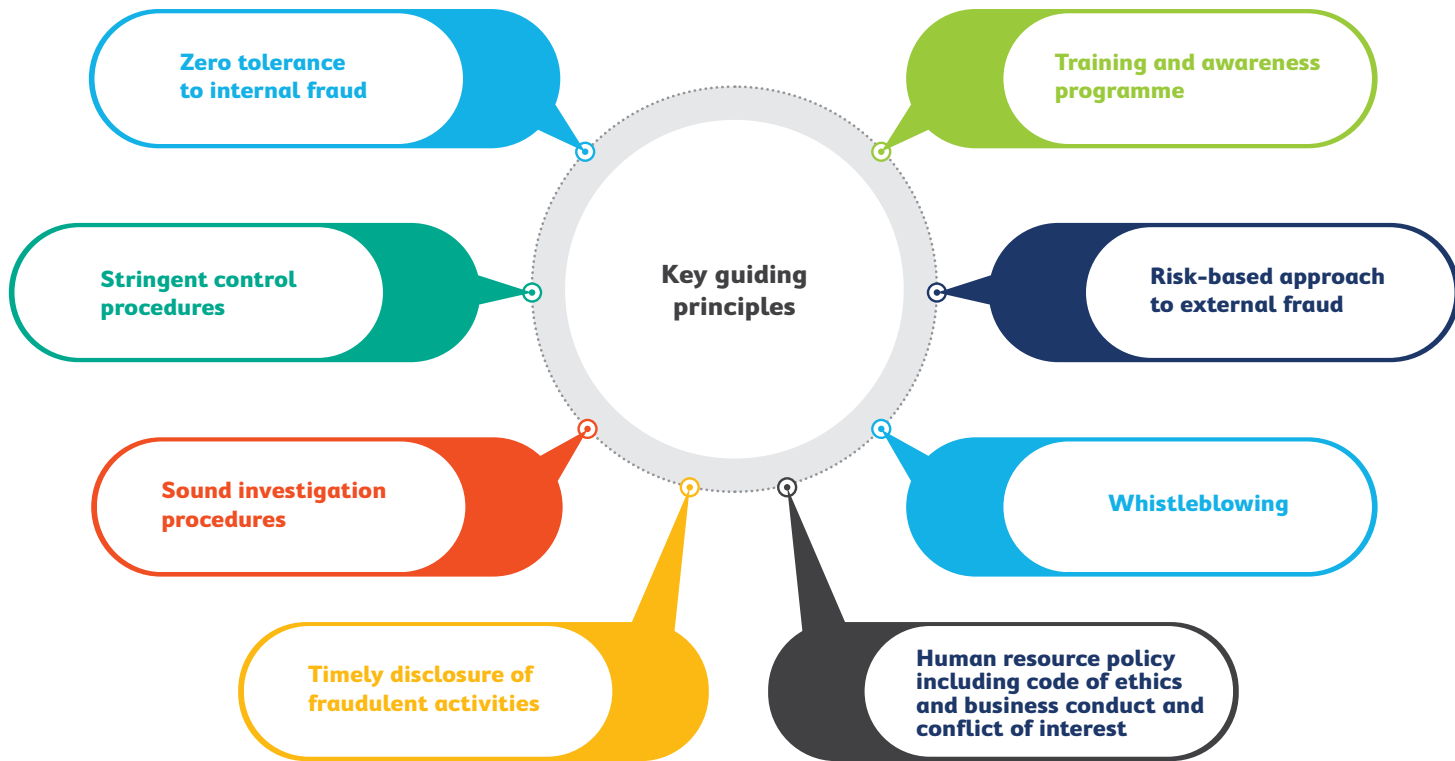 Zero tolerance
to internal fraud
Training and awareness
programme
Stringent control
procedures
Key guiding
principles
Risk-based approach
to external fraud
Sound investigation
procedures
Whistleblowing
Timely disclosure of
fraudulent activities
Human resource policy
including code of ethics
and business conduct and
conflict of interest